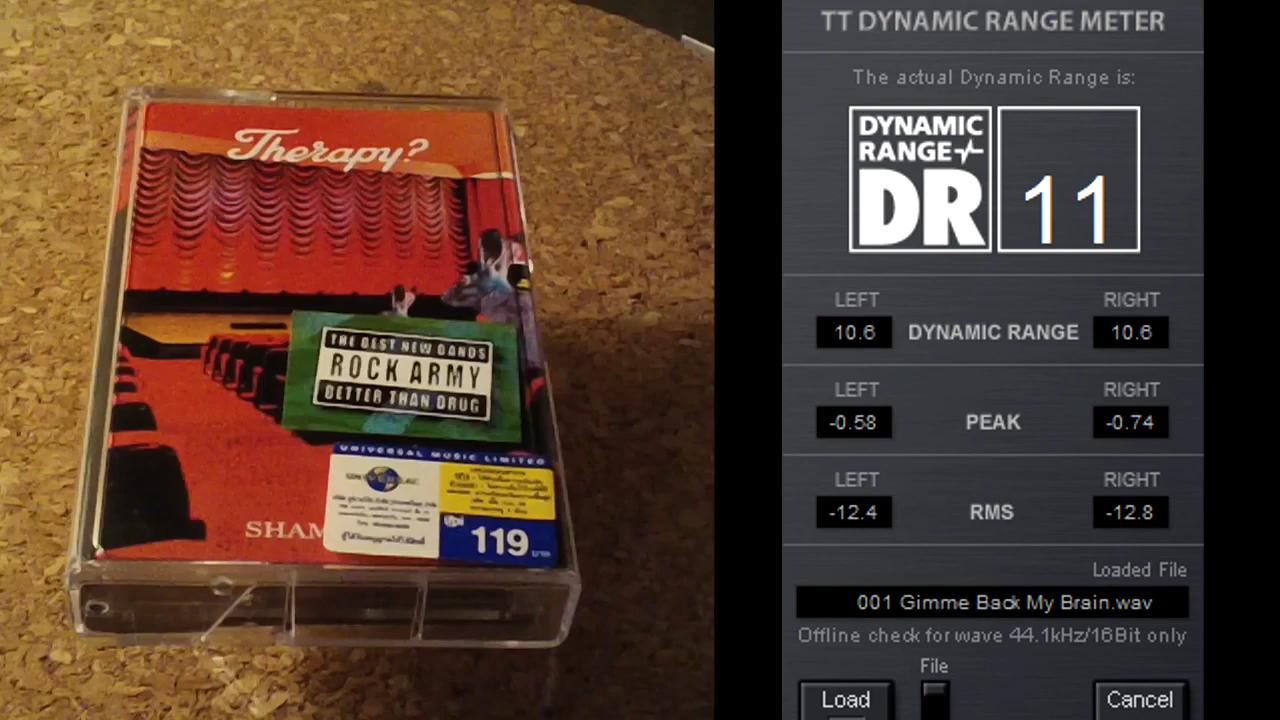 Therapy?
THE BEST NEW BANDS
ROCK ARMY
BETTER THAN DRUG
UNIVERSAL MUSIC LIMITED
UNIVERSAL
119
SHAM
TT DYNAMIC RANGE METER
The actual Dynamic Range is:
DYNAMIC
RANGE
DR
11
LEFT
RIGHT
10.6
DYNAMIC RANGE
10.6
LEFT
RIGHT
-0.58
PEAK
-0.74
LEFT
RIGHT
-12.4
RMS
-12.8
Loaded File
001 Gimme Back My Brain.wav
Offline check for wave 44.1kHz/16Bit only
File
Load
Cancel